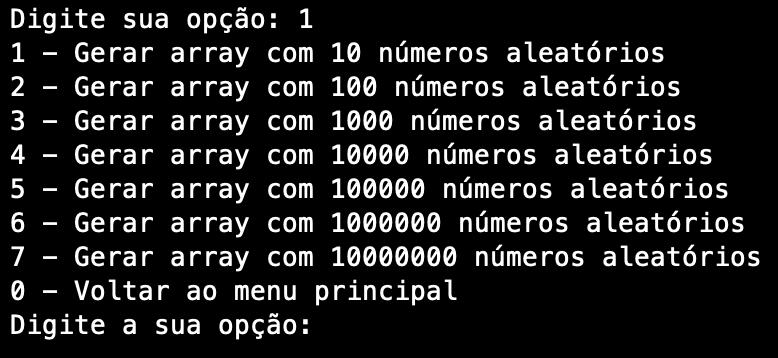 Digite sua opção: 1
1 - Gerar array com 10 números aleatórios
2 - Gerar array com 100 números aleatórios
3 - Gerar array com 1000 números aleatórios
4 - Gerar array com 10000 números aleatórios
5 - Gerar array com 100000 números aleatórios
6 - Gerar array com 1000000 números aleatórios
7 - Gerar array com 10000000 números aleatórios
0 - Voltar ao menu principal
Digite a sua opção: